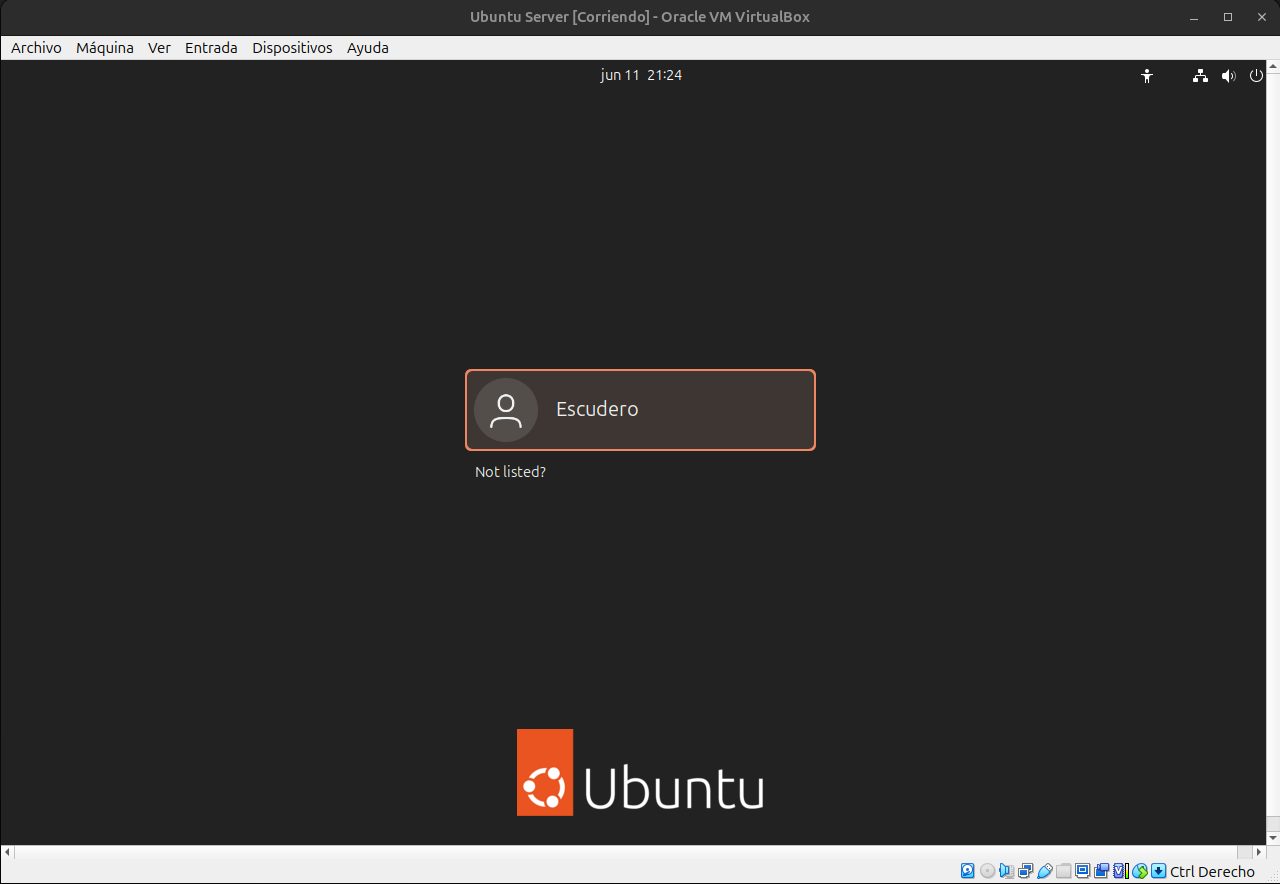 Ubuntu Server [Corriendo] - Oracle VM VirtualBox
Archivo Máquina Ver Entrada Dispositivos Ayuda
jun 11 21:24
Escudero
Not listed?
Ubuntu
Ctrl Derecho